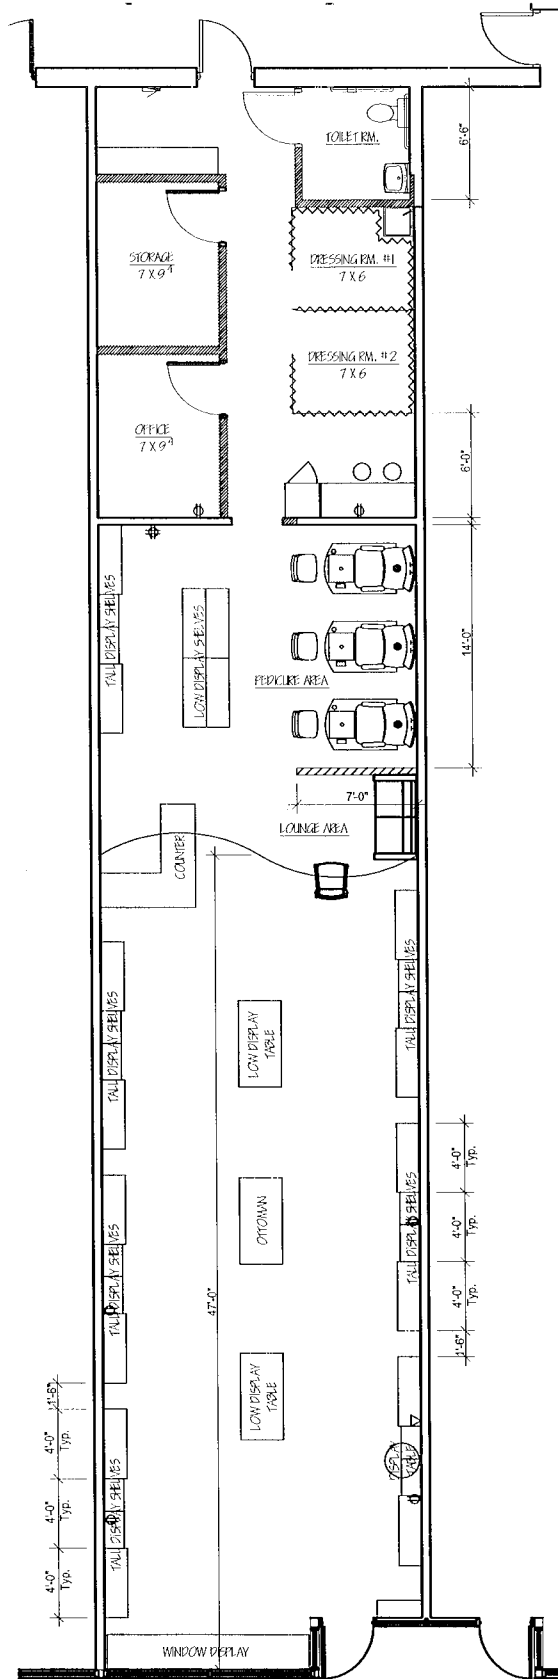 TOILET RM.
6'-6"
STORAGE
7 X 9⁴
DRESSING RM. #1
7 X 6
DRESSING RM. #2
7 X 6
OFFICE
7 X 9⁴
6'-0"
TALL DISPLAY SHELVES
LOW DISPLAY SHELVES
PEDICURE AREA
14'-0"
7'-0"
LOUNGE AREA
COUNTER
TALL DISPLAY SHELVES
LOW DISPLAY
TABLE
TALL DISPLAY SHELVES
4'-0"
Typ.
4'-0"
Typ.
4'-0"
Typ.
1'-6"
TALL DISPLAY SHELVES
OTTOMAN
TALL DISPLAY SHELVES
47'-0"
LOW DISPLAY
TABLE
1'-6"
4'-0"
Typ.
4'-0"
Typ.
4'-0"
Typ.
TALL DISPLAY SHELVES
DISPLAY
TABLE
WINDOW DISPLAY